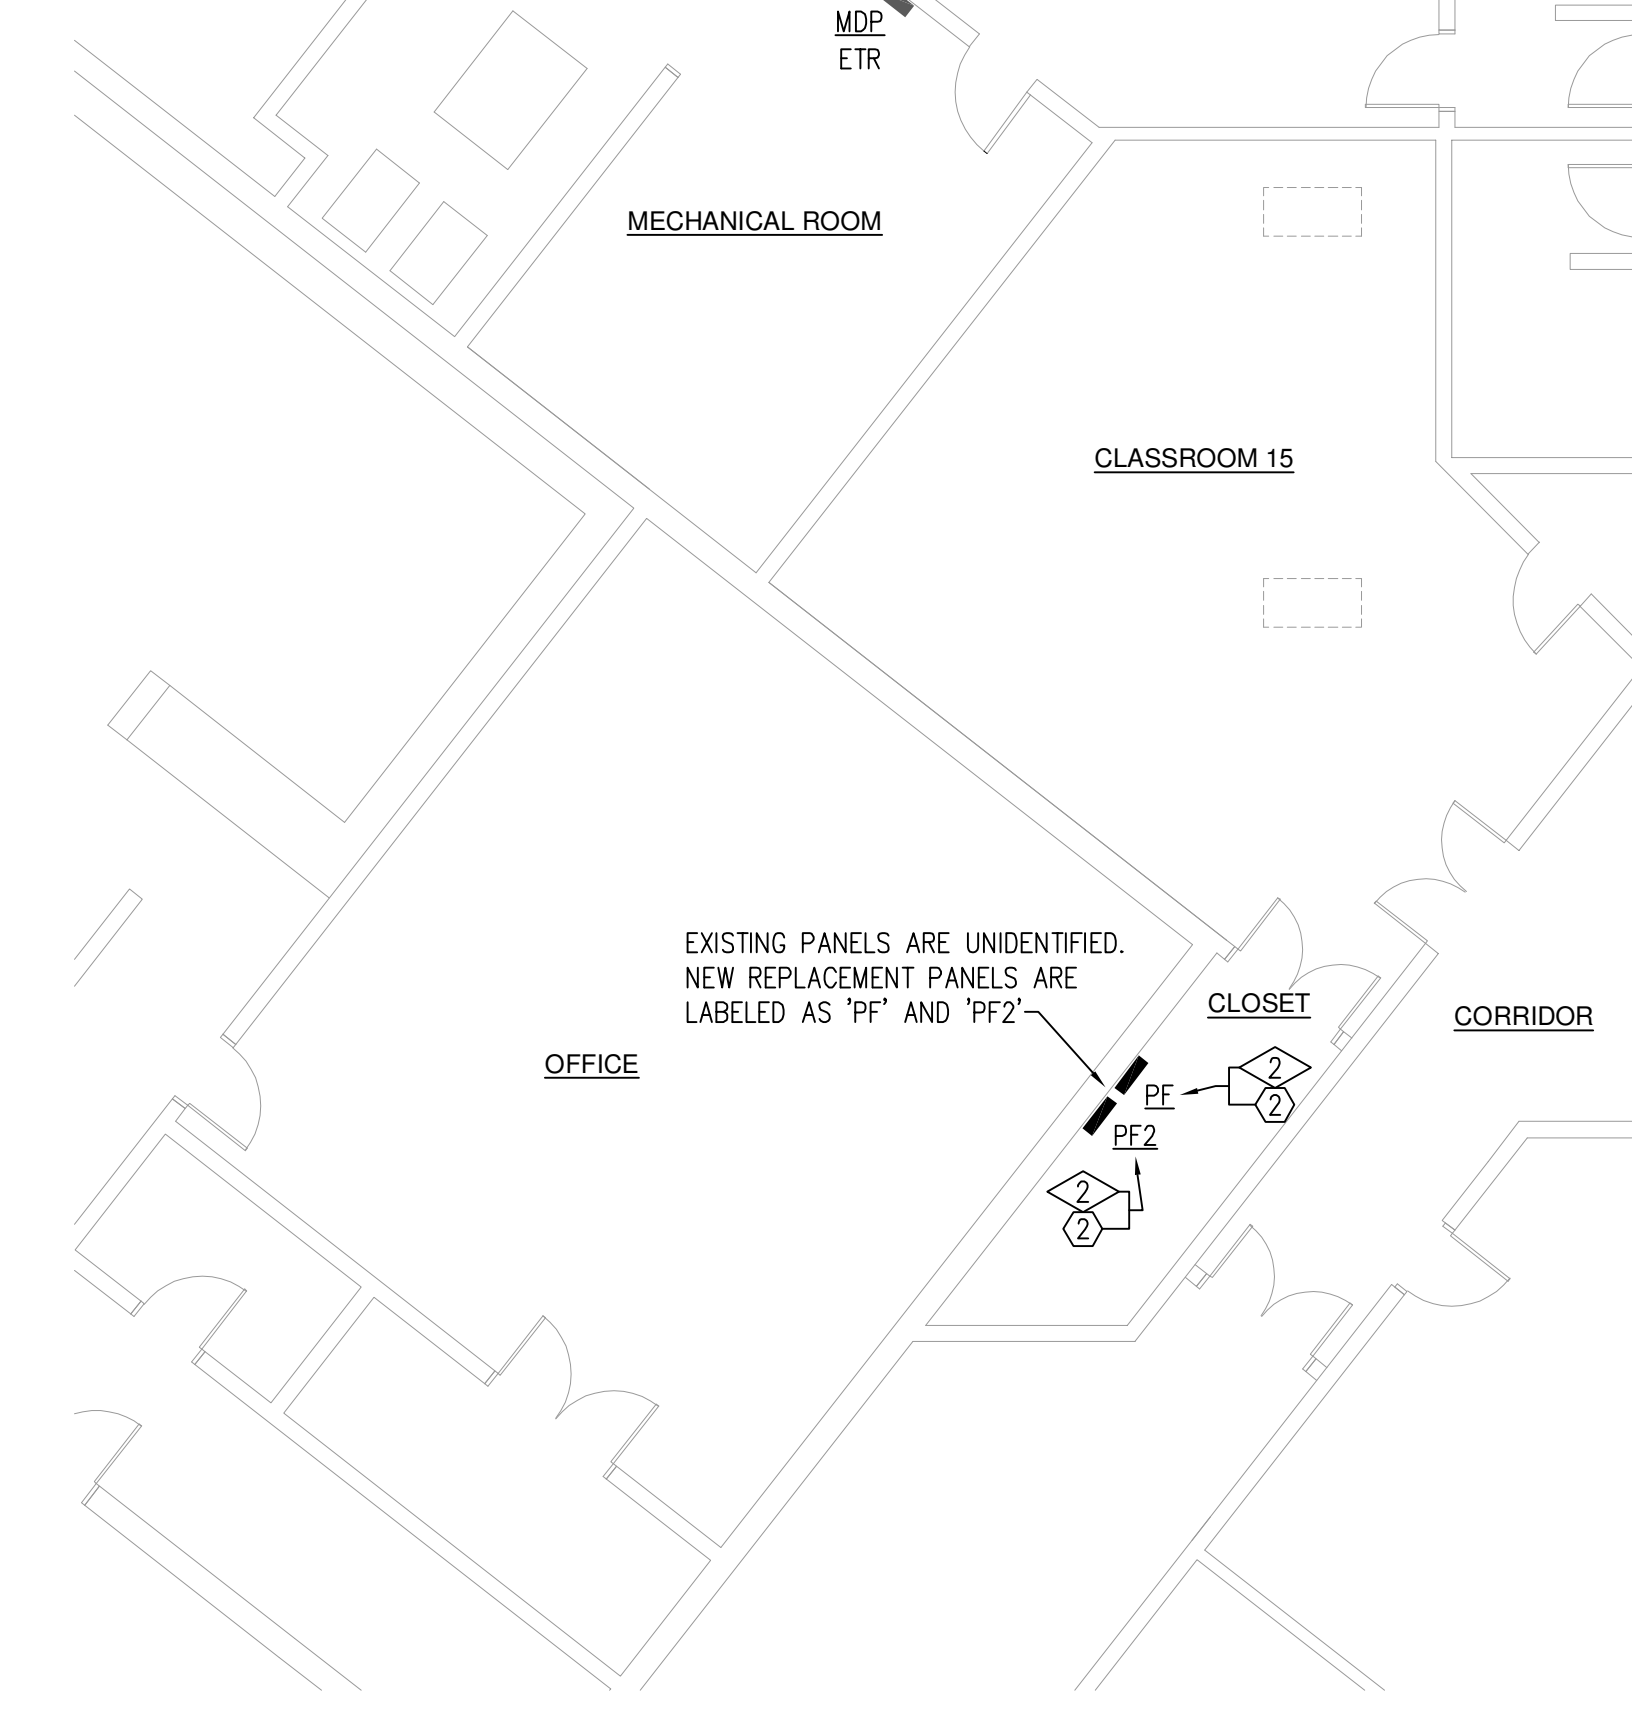 MDP
ETR
MECHANICAL ROOM
CLASSROOM 15
EXISTING PANELS ARE UNIDENTIFIED.
NEW REPLACEMENT PANELS ARE
LABELED AS 'PF' AND 'PF2'
CLOSET
CORRIDOR
OFFICE
PF
2
2
PF2
2
2